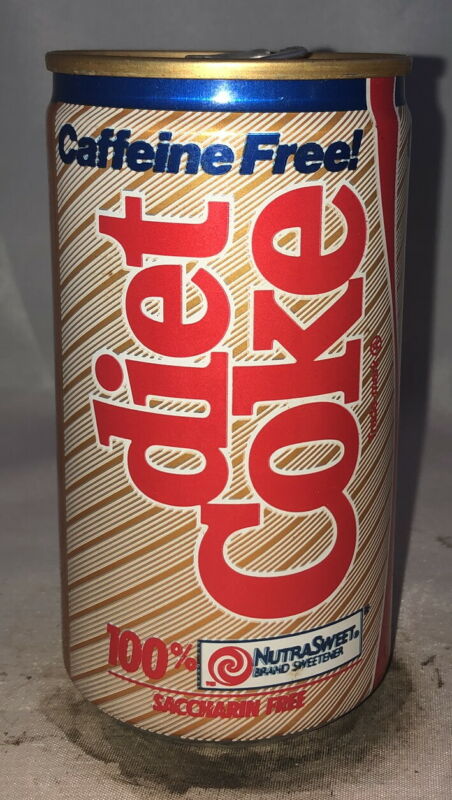 Caffeine Free!
diet
Coke
100%
NUTRASWEET®
BRAND SWEETENER
SACCHARIN FREE